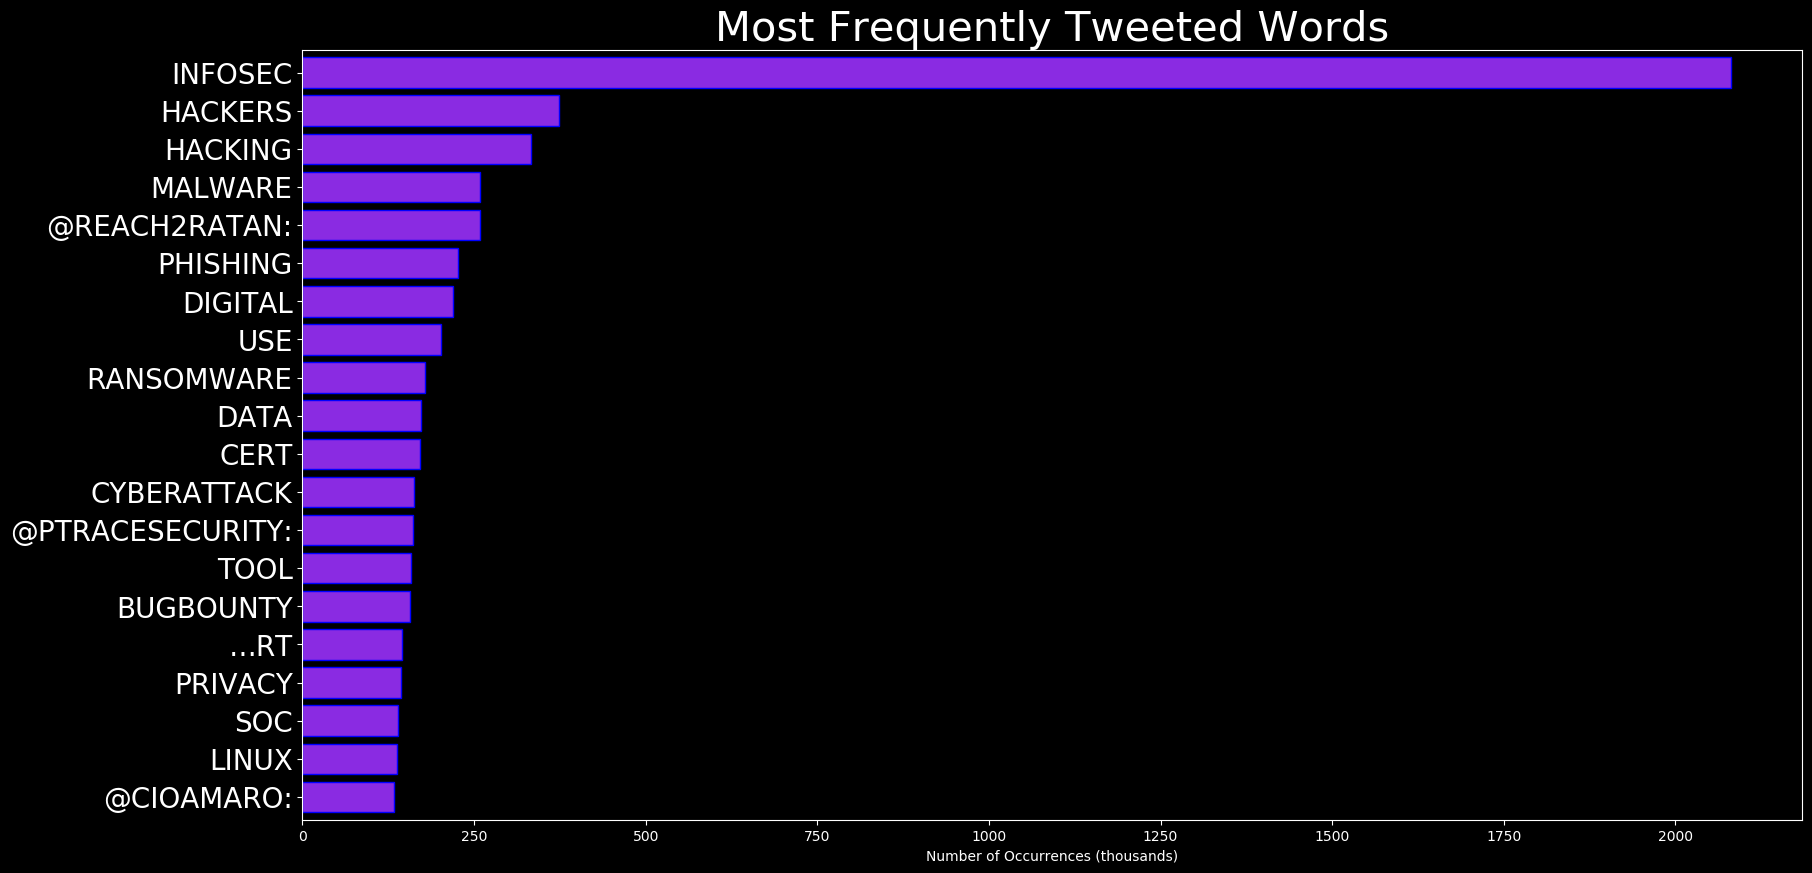 Most Frequently Tweeted Words
INFOSEC
HACKERS
HACKING
MALWARE
@REACH2RATAN:
PHISHING
DIGITAL
USE
RANSOMWARE
DATA
CERT
CYBERATTACK
@PTRACESECURITY:
TOOL
BUGBOUNTY
...RT
PRIVACY
SOC
LINUX
@CIOAMARO:
0 250 500 750 1000 1250 1500 1750 2000
Number of Occurrences (thousands)